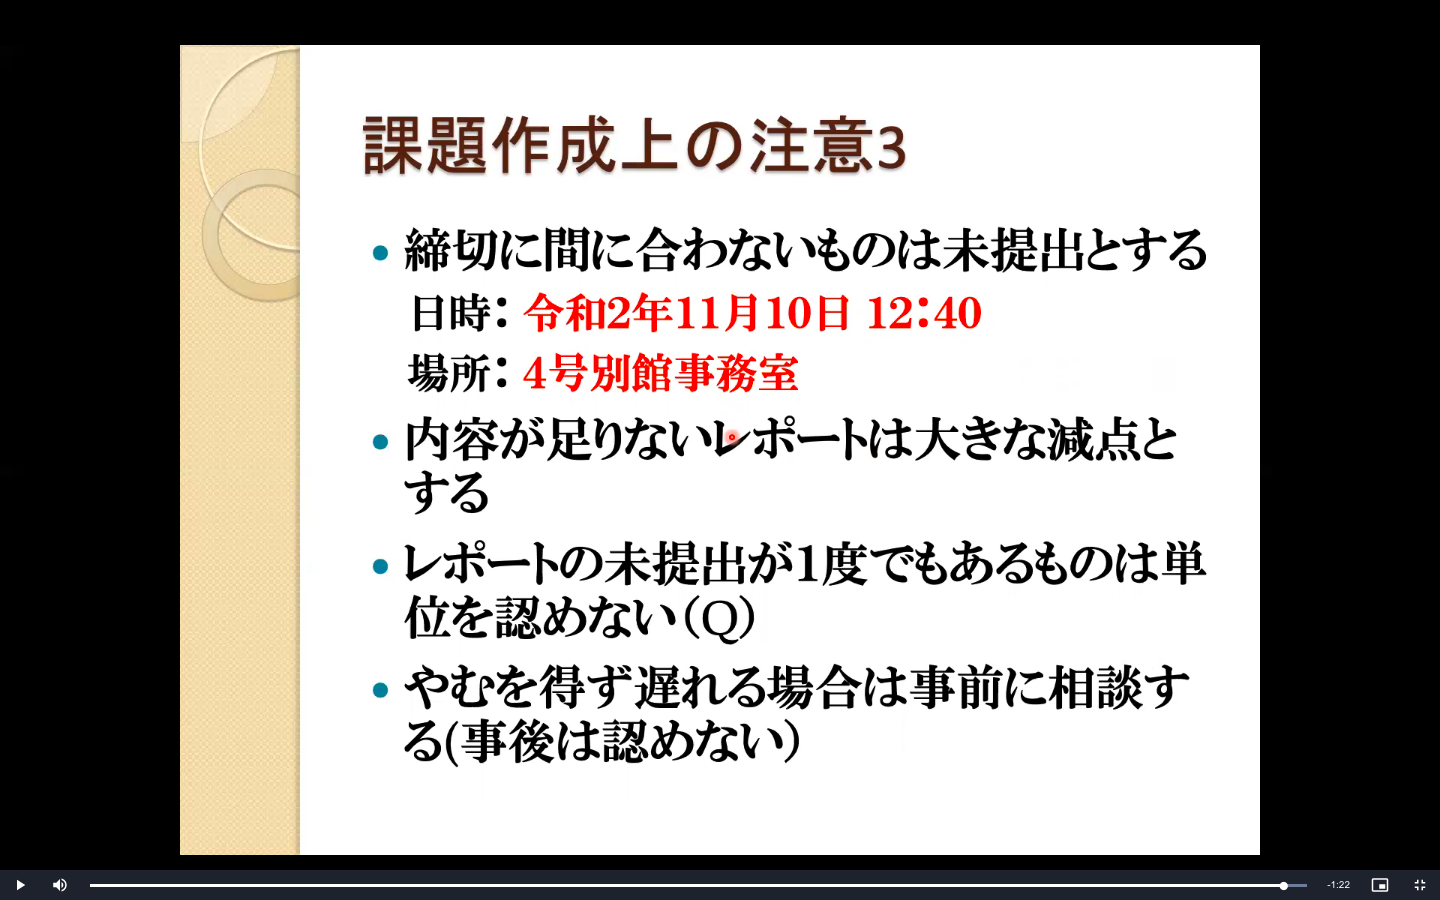 課題作成上の注意3
• 締切に間に合わないものは未提出とする
日時：令和2年11月10日 12：40
場所：4号別館事務室
• 内容が足りないレポートは大きな減点と
する
• レポートの未提出が1度でもあるものは単
位を認めない（Q）
• やむを得ず遅れる場合は事前に相談す
る(事後は認めない）
-1:22